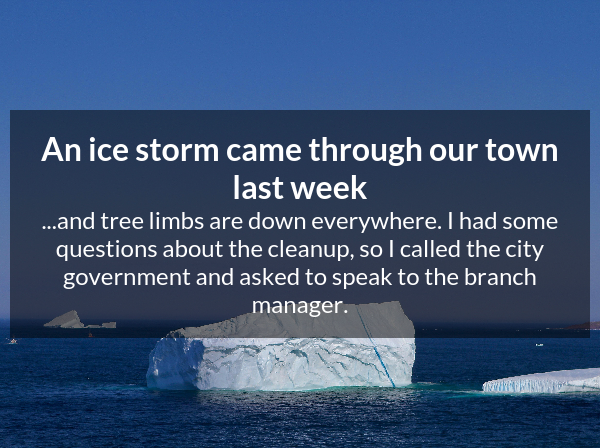 An ice storm came through our town
last week
...and tree limbs are down everywhere. I had some
questions about the cleanup, so I called the city
government and asked to speak to the branch
manager.